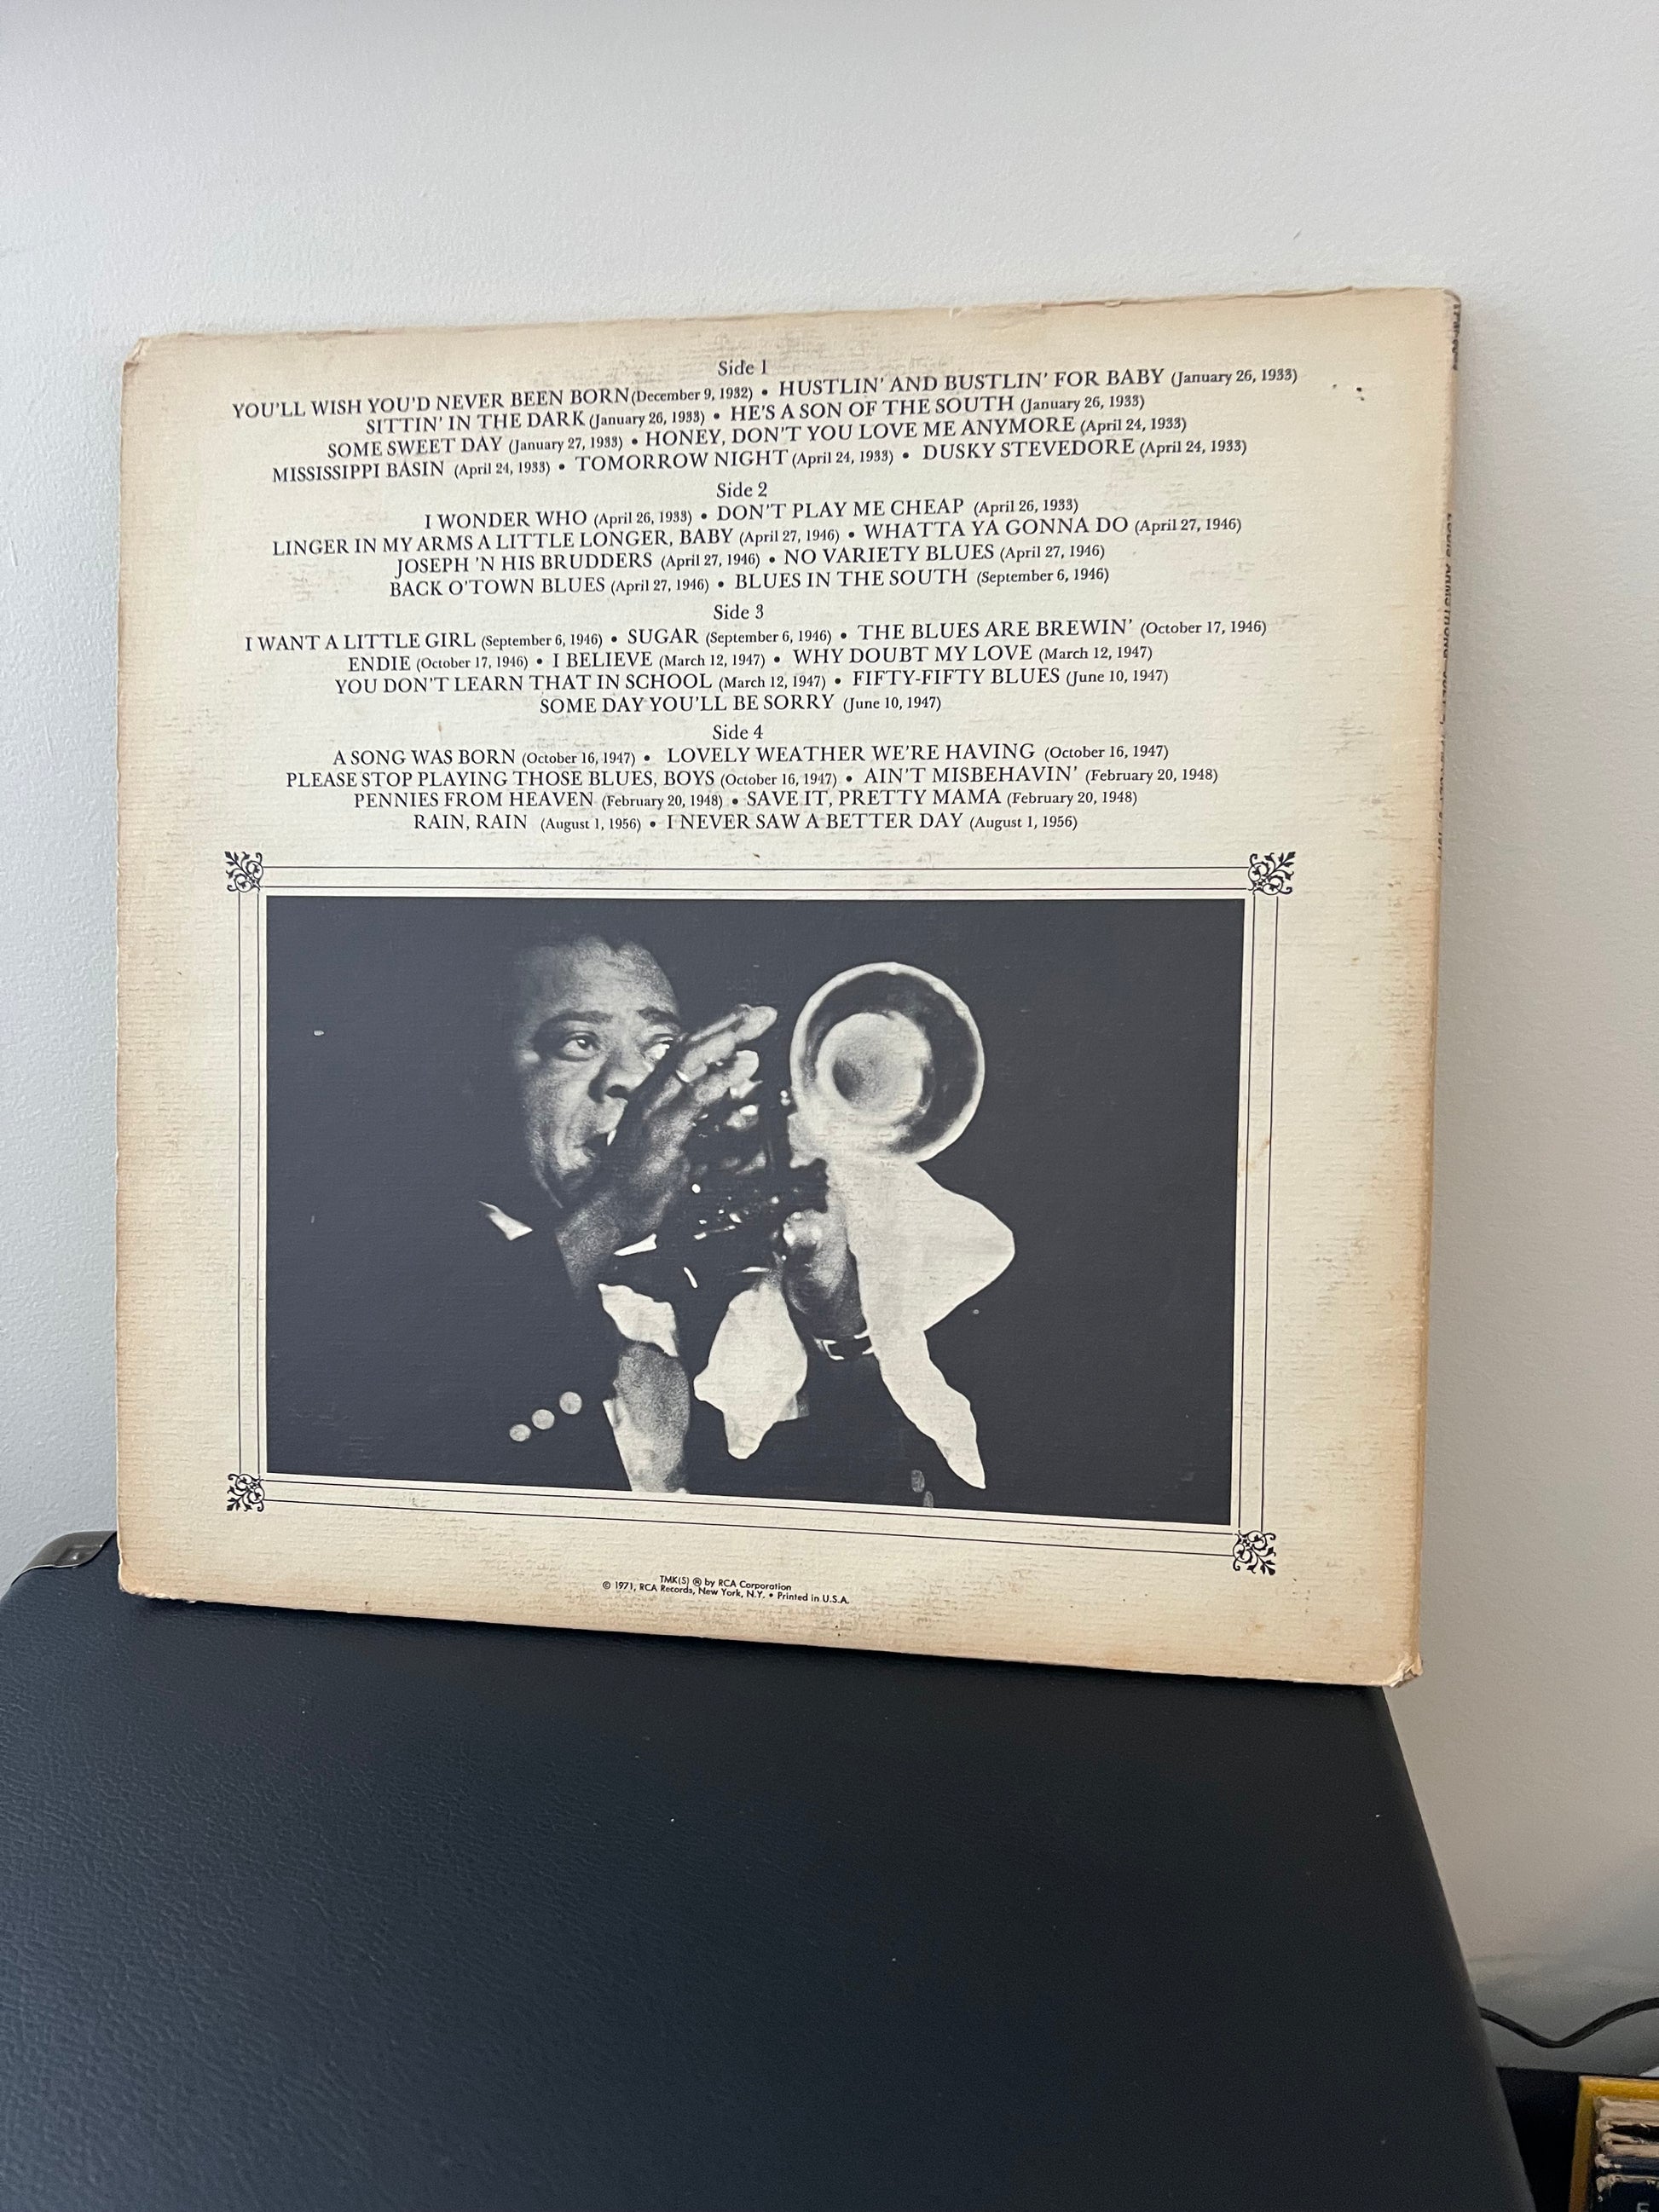 Side 1
YOU'LL WISH YOU'D NEVER BEEN BORN(December 9, 1932) • HUSTLIN' AND BUSTLIN' FOR BABY (January 26, 1933)
SITTIN' IN THE DARK (January 26, 1933) • HE'S A SON OF THE SOUTH (January 26, 1933)
SOME SWEET DAY (January 27, 1933) • HONEY, DON'T YOU LOVE ME ANYMORE (April 24, 1933)
MISSISSIPPI BASIN (April 24, 1933) • TOMORROW NIGHT (April 24, 1933) • DUSKY STEVEDORE (April 24, 1933)
Side 2
I WONDER WHO (April 26, 1933) • DON'T PLAY ME CHEAP (April 26, 1933)
LINGER IN MY ARMS A LITTLE LONGER, BABY (April 27, 1946) • WHATTA YA GONNA DO (April 27, 1946)
JOSEPH 'N HIS BRUDDERS (April 27, 1946) • NO VARIETY BLUES (April 27, 1946)
BACK O'TOWN BLUES (April 27, 1946) • BLUES IN THE SOUTH (September 6, 1946)
Side 3
I WANT A LITTLE GIRL (September 6, 1946) • SUGAR (September 6, 1946) • THE BLUES ARE BREWIN' (October 17, 1946)
ENDIE (October 17, 1946) • I BELIEVE (March 12, 1947) • WHY DOUBT MY LOVE (March 12, 1947)
YOU DON'T LEARN THAT IN SCHOOL (March 12, 1947) • FIFTY-FIFTY BLUES (June 10, 1947)
SOME DAY YOU'LL BE SORRY (June 10, 1947)
Side 4
A SONG WAS BORN (October 16, 1947) • LOVELY WEATHER WE'RE HAVING (October 16, 1947)
PLEASE STOP PLAYING THOSE BLUES, BOYS (October 16, 1947) • AIN'T MISBEHAVIN' (February 20, 1948)
PENNIES FROM HEAVEN (February 20, 1948) • SAVE IT, PRETTY MAMA (February 20, 1948)
RAIN, RAIN (August 1, 1956) • I NEVER SAW A BETTER DAY (August 1, 1956)
TMK(S) ® by RCA Corporation
© 1971, RCA Records, New York, N.Y. • Printed in U.S.A.